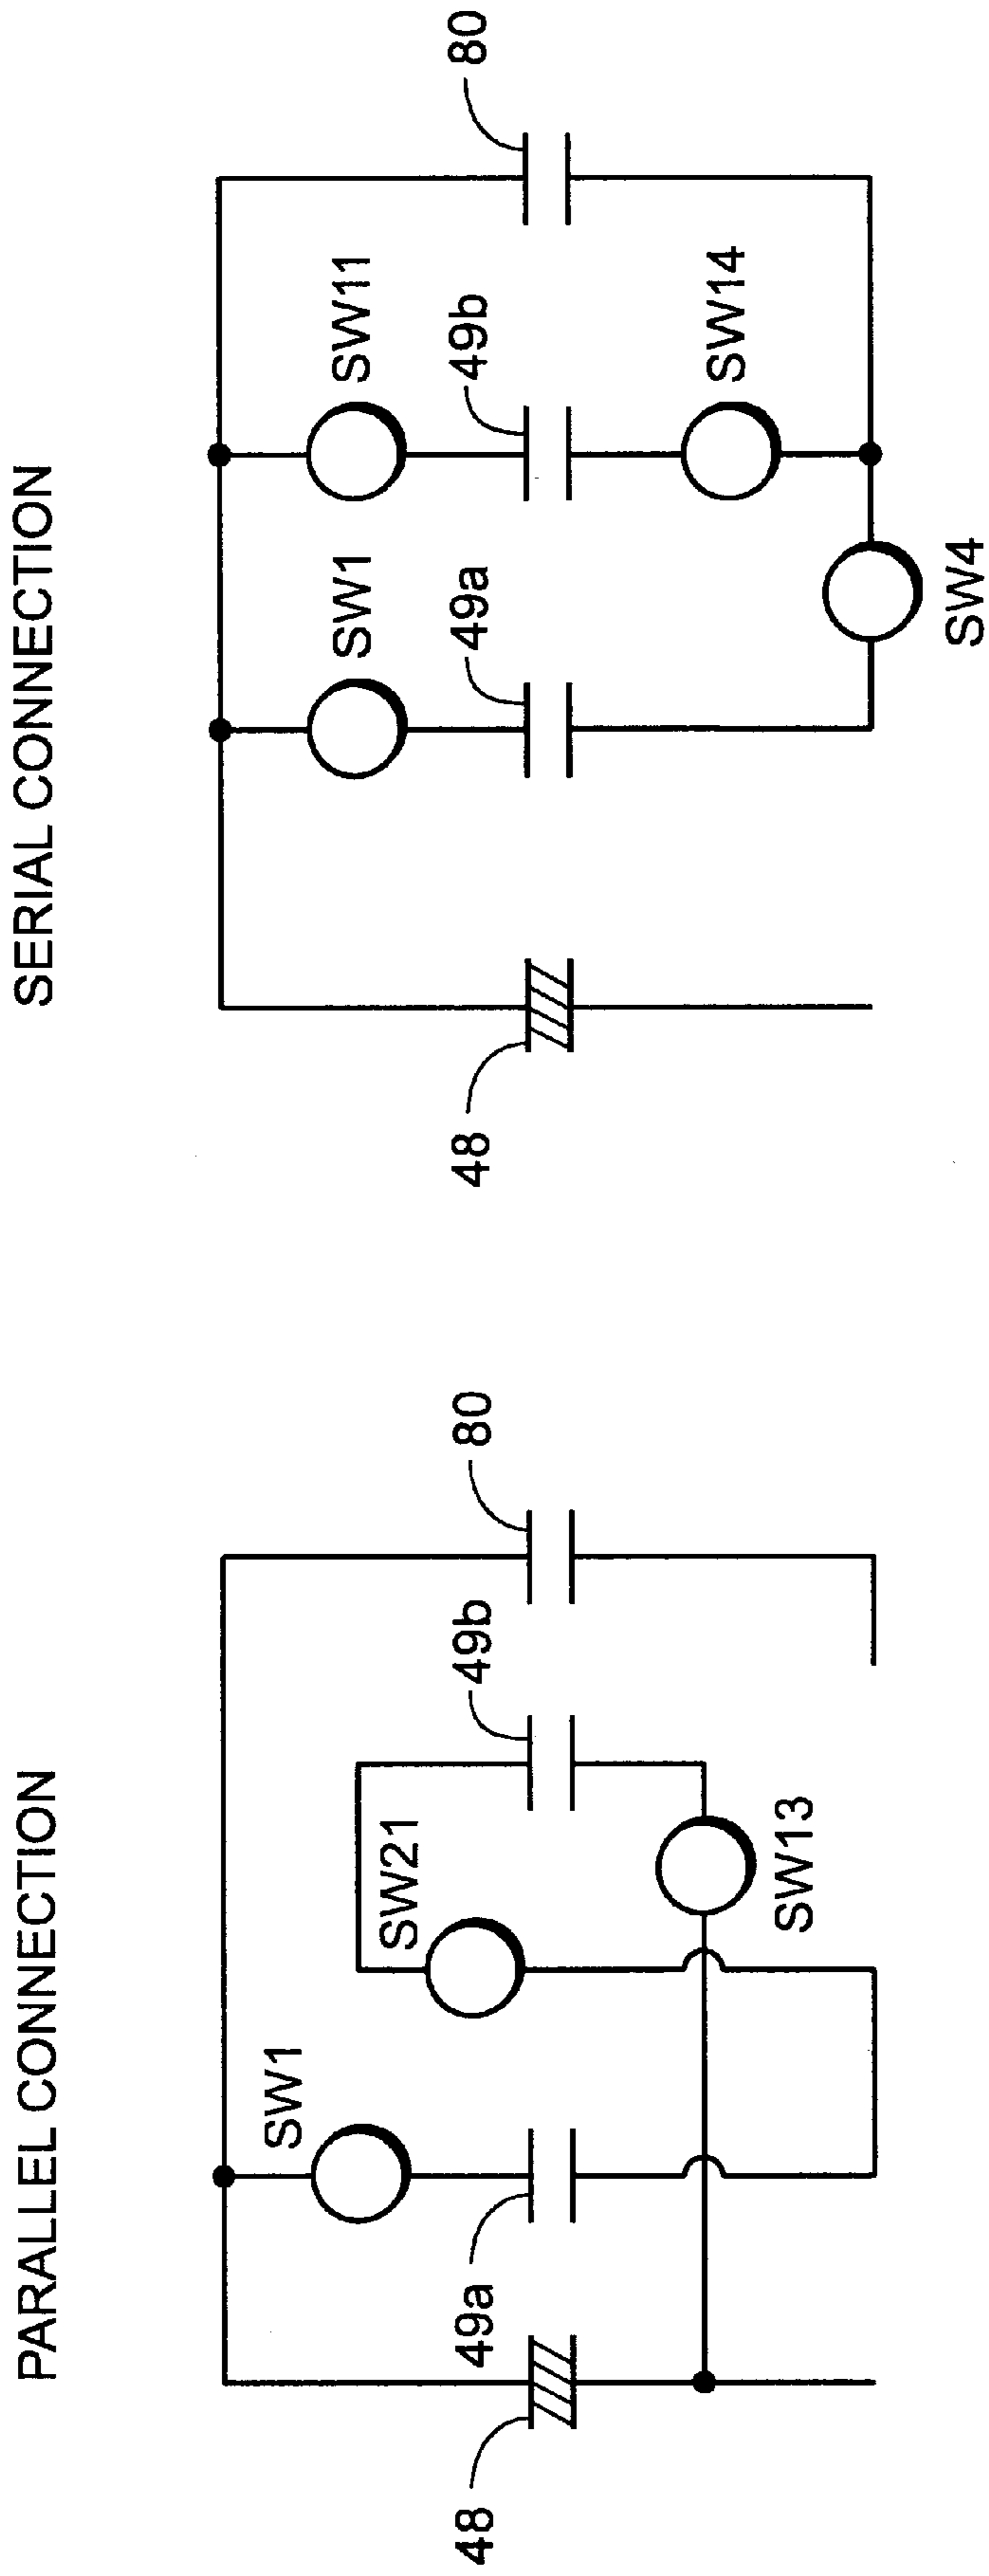 PARALLEL CONNECTION
SW1
SW21
49b
80
49a
48
SW13
SERIAL CONNECTION
SW1
SW11
49a
49b
80
48
SW14
SW4